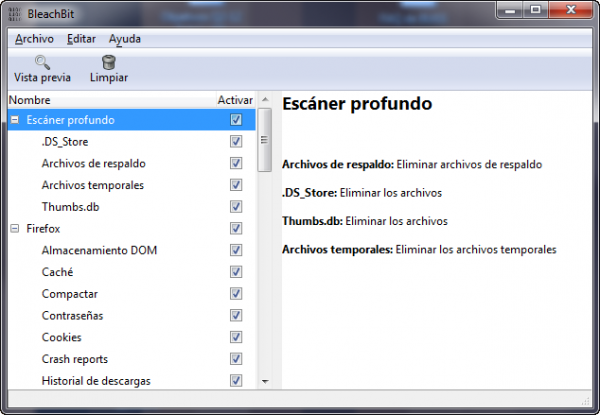 BleachBit
Archivo Editar Ayuda
Vista previa Limpiar
Nombre Activar
Escáner profundo
.DS_Store
Archivos de respaldo
Archivos temporales
Thumbs.db
Firefox
Almacenamiento DOM
Caché
Compactar
Contraseñas
Cookies
Crash reports
Historial de descargas
Escáner profundo
Archivos de respaldo: Eliminar archivos de respaldo
.DS_Store: Eliminar los archivos
Thumbs.db: Eliminar los archivos
Archivos temporales: Eliminar los archivos temporales